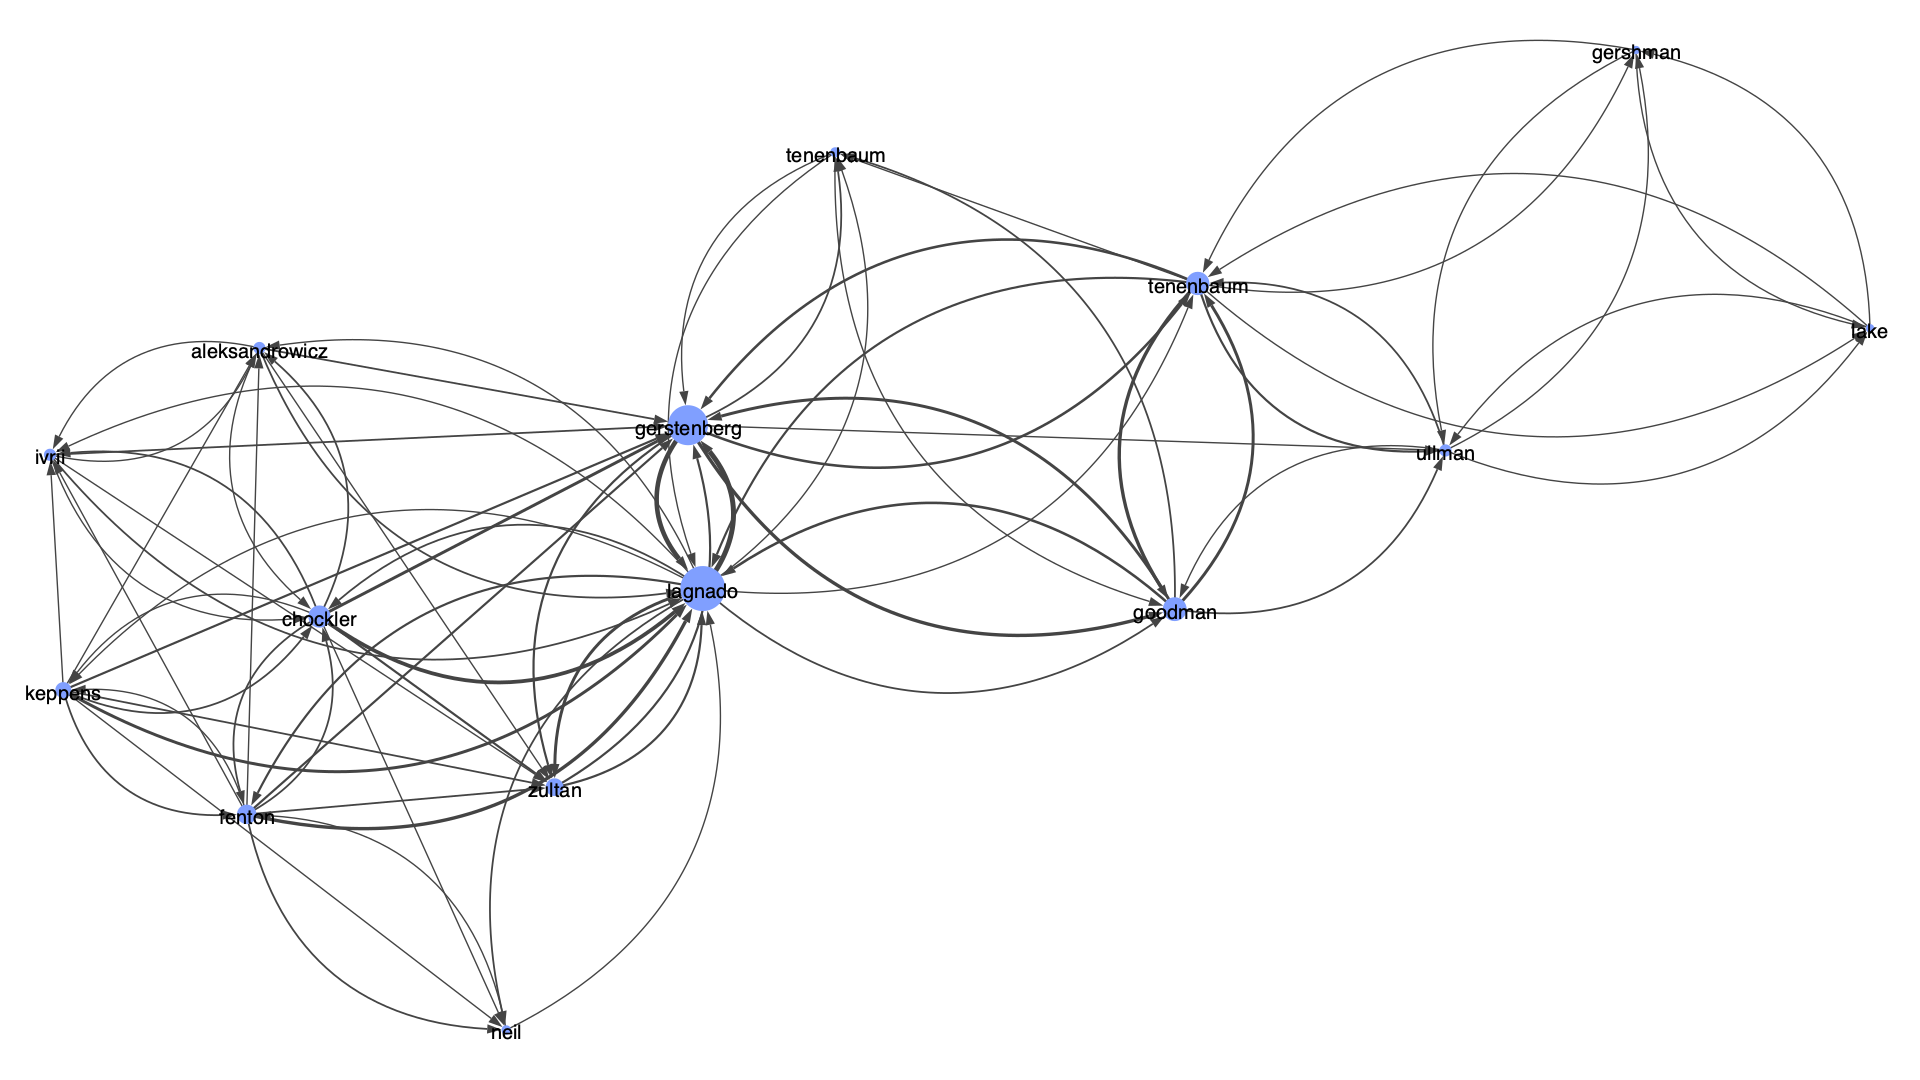 gershman
tenenbaum
tenenbaum
lake
aleksandrowicz
gerstenberg
ivrii
ullman
lagnado
goodman
chockler
keppens
zultan
fenton
neil